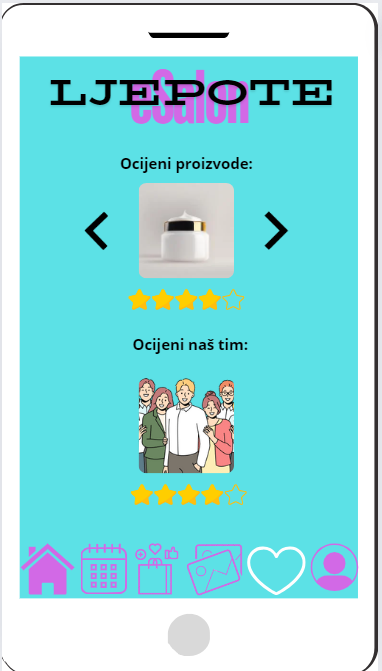 eSalon
LJEPOTE
Ocijeni proizvode:
Ocijeni naš tim: